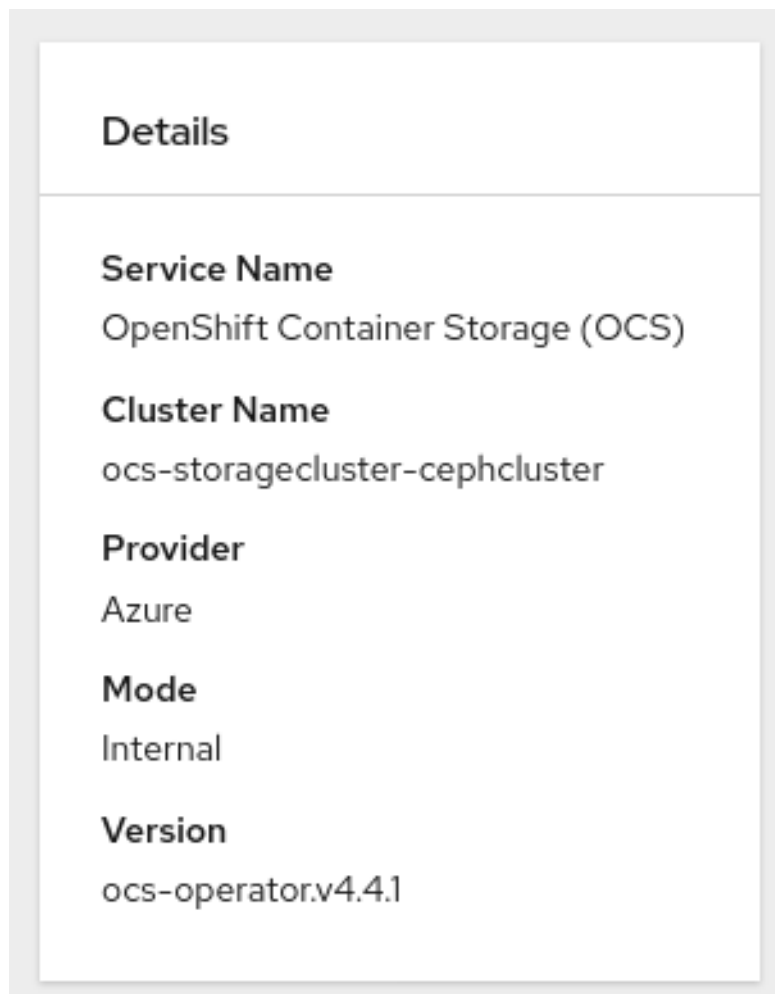 Details
Service Name
OpenShift Container Storage (OCS)
Cluster Name
ocs-storagecluster-cephcluster
Provider
Azure
Mode
Internal
Version
ocs-operator.v4.4.1